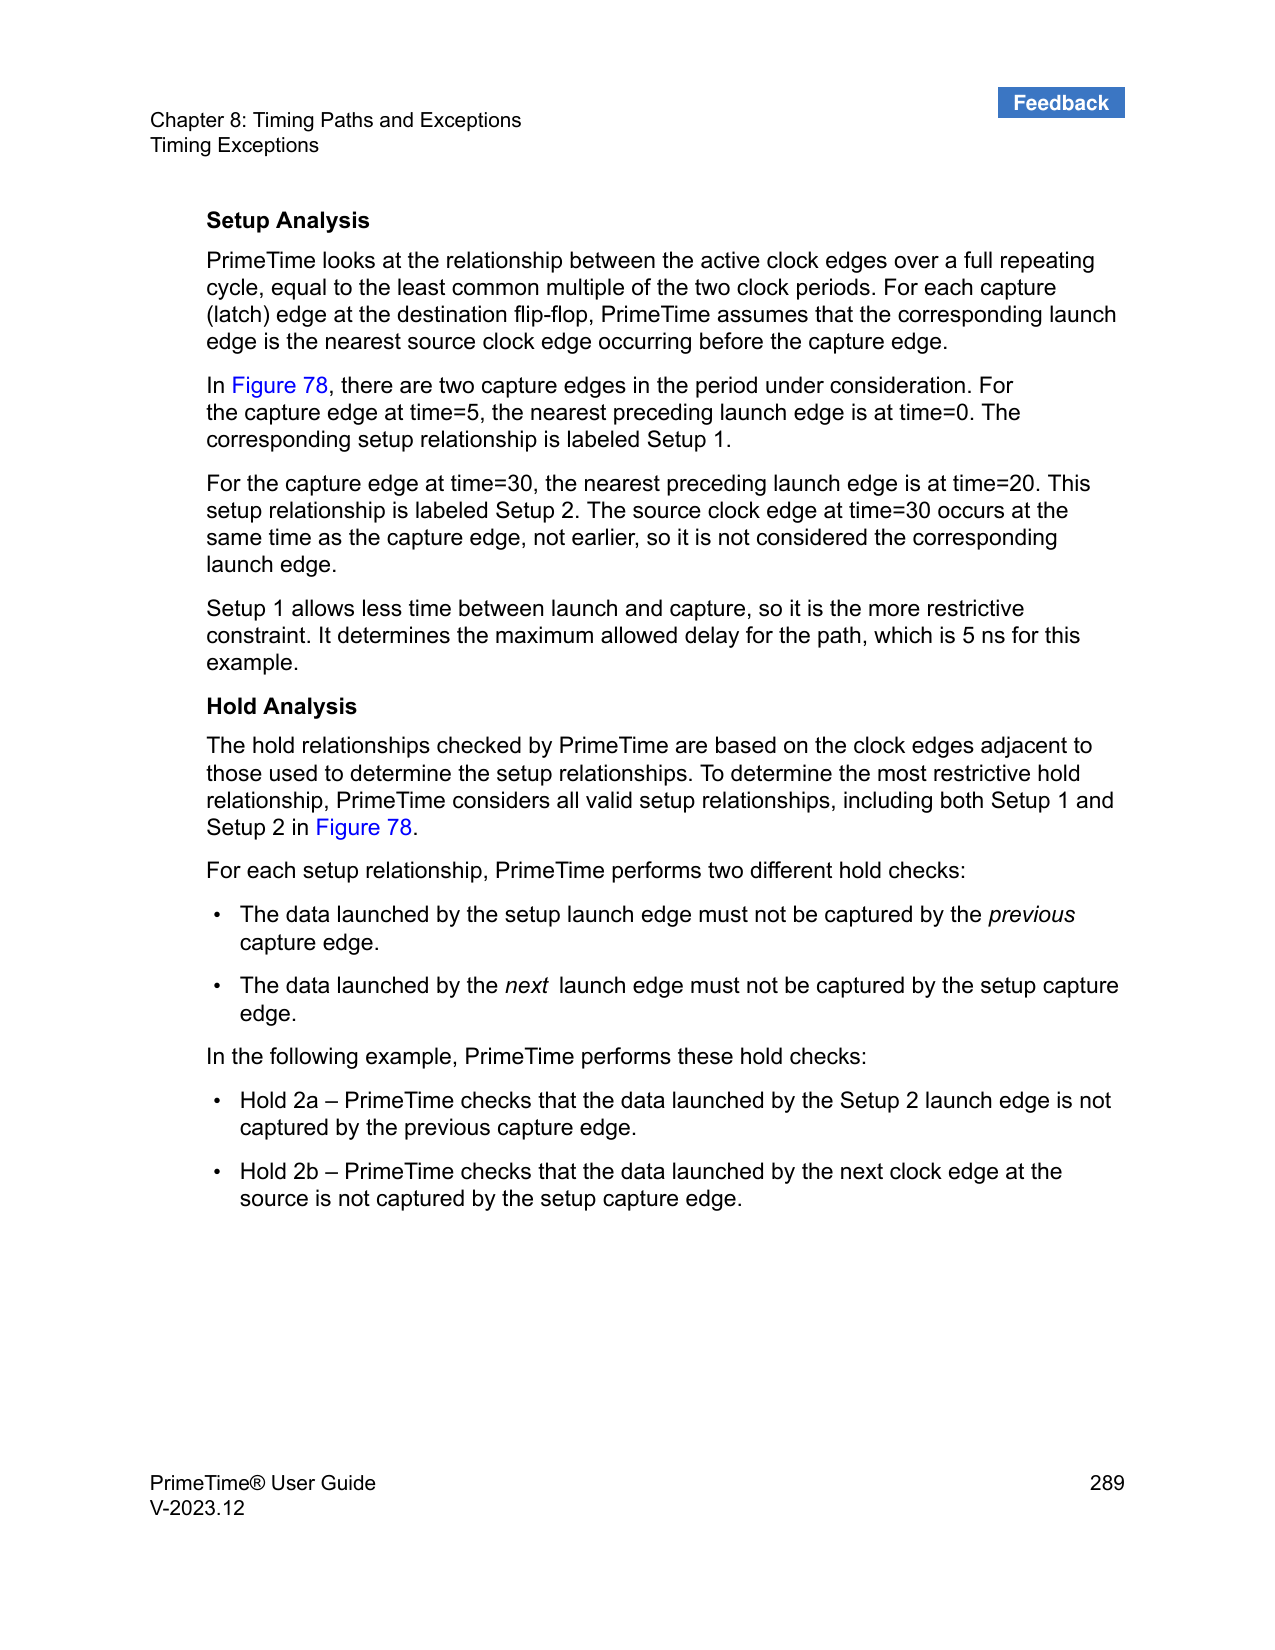 Feedback
Chapter 8: Timing Paths and Exceptions
Timing Exceptions
Setup Analysis
PrimeTime looks at the relationship between the active clock edges over a full repeating
cycle, equal to the least common multiple of the two clock periods. For each capture
(latch) edge at the destination flip-flop, PrimeTime assumes that the corresponding launch
edge is the nearest source clock edge occurring before the capture edge.
In Figure 78, there are two capture edges in the period under consideration. For
the capture edge at time=5, the nearest preceding launch edge is at time=0. The
corresponding setup relationship is labeled Setup 1.
For the capture edge at time=30, the nearest preceding launch edge is at time=20. This
setup relationship is labeled Setup 2. The source clock edge at time=30 occurs at the
same time as the capture edge, not earlier, so it is not considered the corresponding
launch edge.
Setup 1 allows less time between launch and capture, so it is the more restrictive
constraint. It determines the maximum allowed delay for the path, which is 5 ns for this
example.
Hold Analysis
The hold relationships checked by PrimeTime are based on the clock edges adjacent to
those used to determine the setup relationships. To determine the most restrictive hold
relationship, PrimeTime considers all valid setup relationships, including both Setup 1 and
Setup 2 in Figure 78.
For each setup relationship, PrimeTime performs two different hold checks:
• The data launched by the setup launch edge must not be captured by the previous
capture edge.
• The data launched by the next launch edge must not be captured by the setup capture
edge.
In the following example, PrimeTime performs these hold checks:
• Hold 2a – PrimeTime checks that the data launched by the Setup 2 launch edge is not
captured by the previous capture edge.
• Hold 2b – PrimeTime checks that the data launched by the next clock edge at the
source is not captured by the setup capture edge.
PrimeTime® User Guide 289
V-2023.12